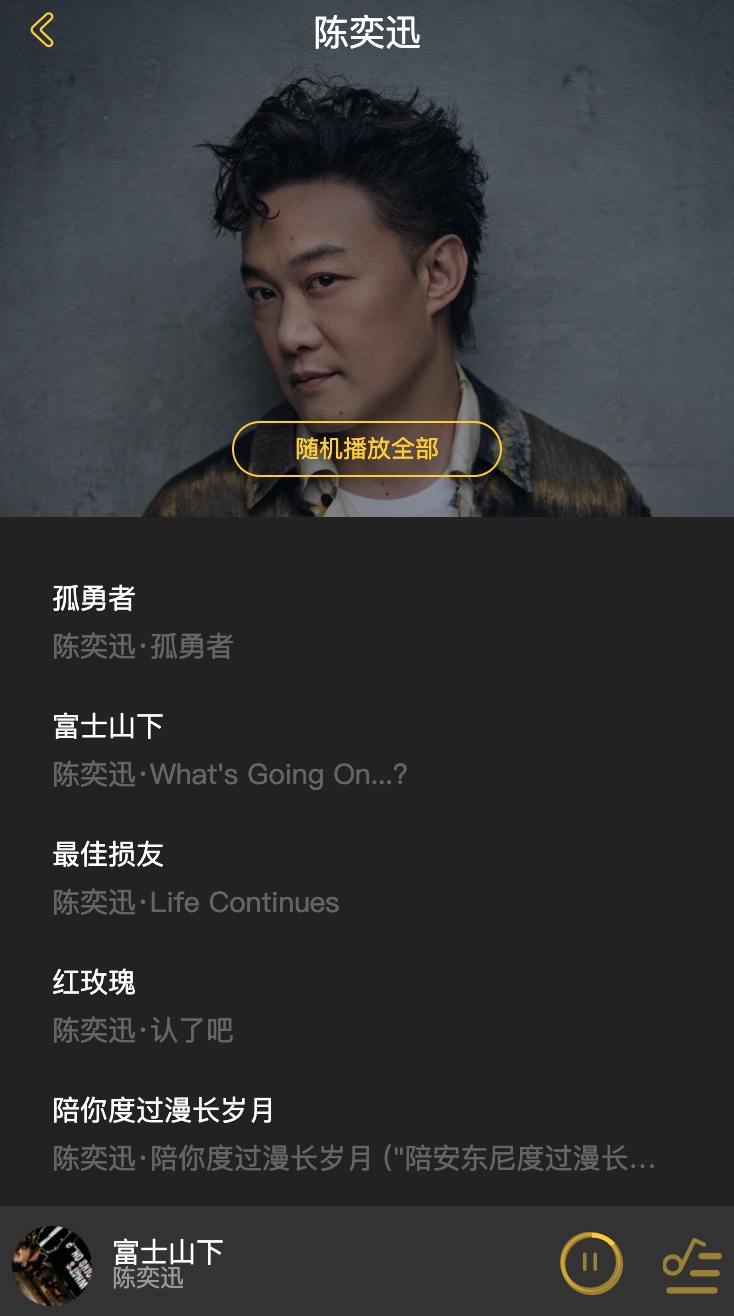 陈奕迅
随机播放全部
孤勇者
陈奕迅·孤勇者
富士山下
陈奕迅·What's Going On...?
最佳损友
陈奕迅·Life Continues
红玫瑰
陈奕迅·认了吧
陪你度过漫长岁月
陈奕迅·陪你度过漫长岁月 ("陪安东尼度过漫长...
富士山下
陈奕迅